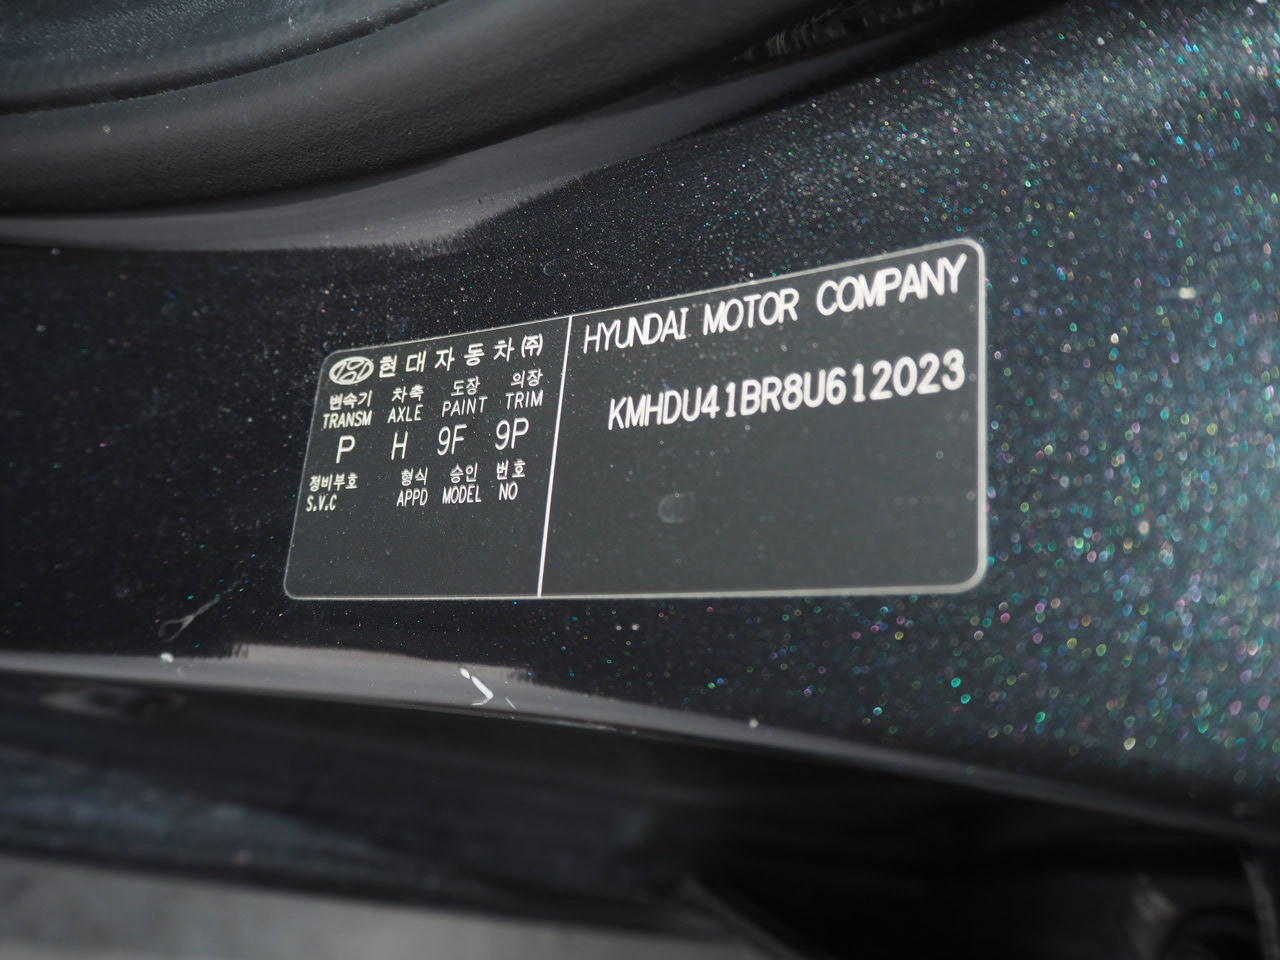 현대자동차(주)
변속기 차축 도장 의장
TRANSM AXLE PAINT TRIM
P H 9F 9P
정비부호 형식 승인 번호
S.V.C APPD MODEL NO
HYUNDAI MOTOR COMPANY
KMHDU41BR8U612023